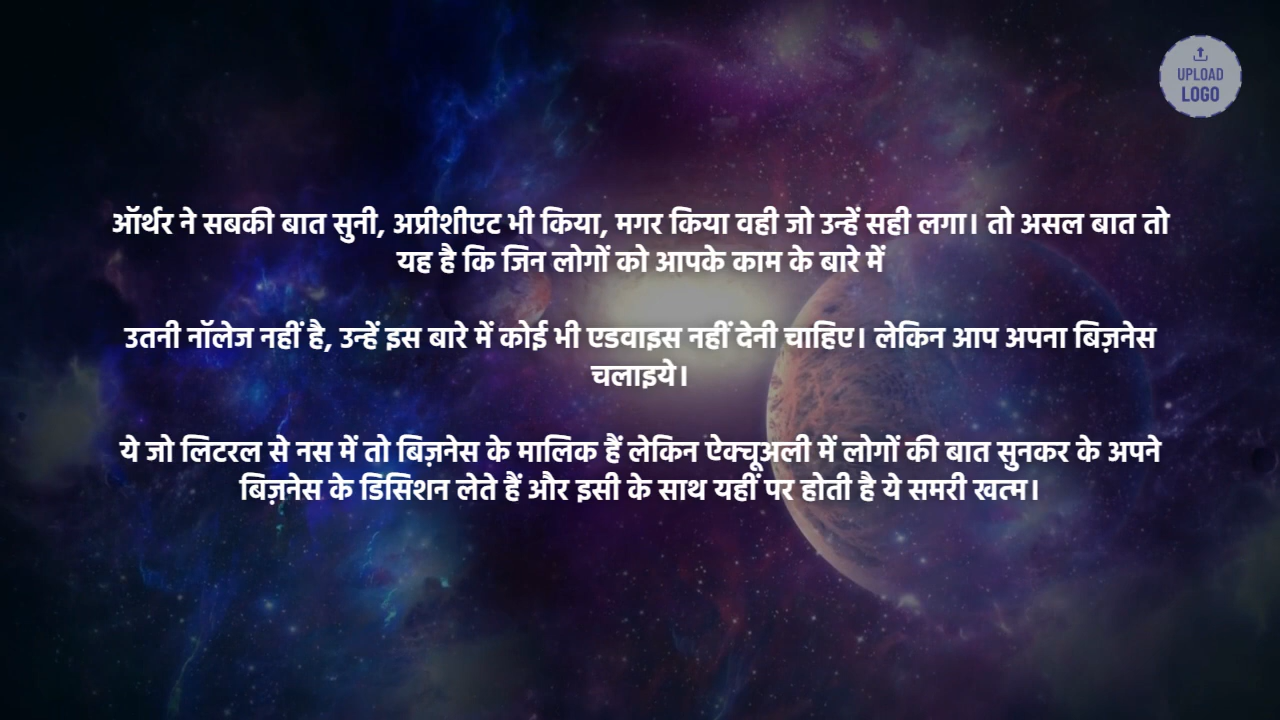 UPLOAD
LOGO
ऑर्थर ने सबकी बात सुनी, अप्रीशीएट भी किया, मगर किया वही जो उन्हें सही लगा। तो असल बात तो
यह है कि जिन लोगों को आपके काम के बारे में
उतनी नॉलेज नहीं है, उन्हें इस बारे में कोई भी एडवाइस नहीं देनी चाहिए। लेकिन आप अपना बिज़नेस
चलाइये।
ये जो लिटरल से नस में तो बिज़नेस के मालिक हैं लेकिन ऐक्चूअली में लोगों की बात सुनकर के अपने
बिज़नेस के डिसिशन लेते हैं और इसी के साथ यहीं पर होती है ये समरी खत्म।